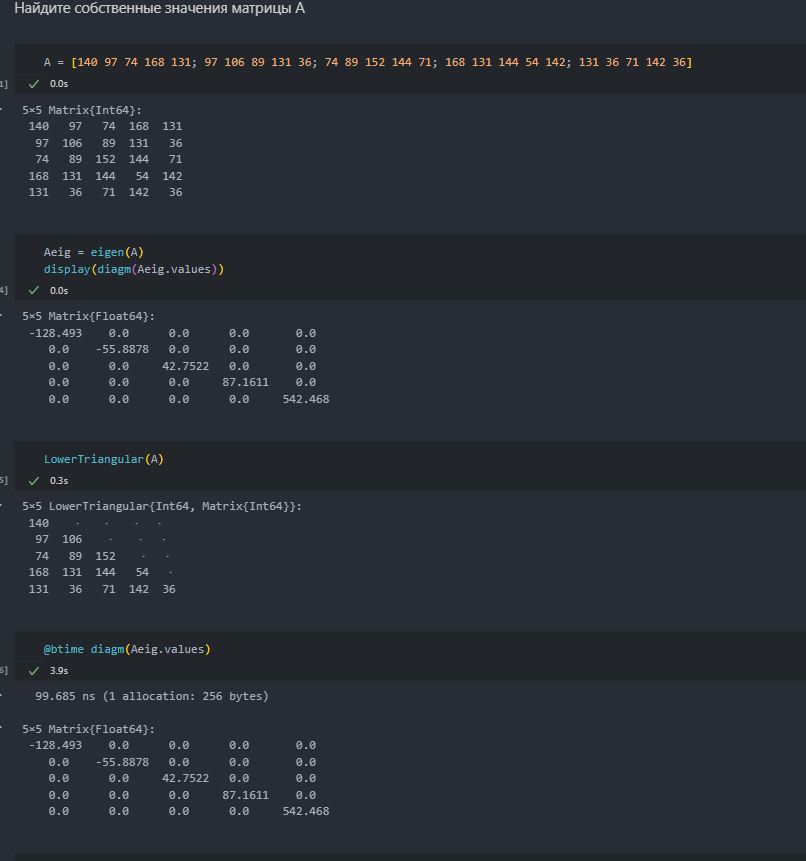 Найдите собственные значения матрицы A
A = [140 97 74 168 131; 97 106 89 131 36; 74 89 152 144 71; 168 131 144 54 142; 131 36 71 142 36]
1]
✓ 0.0s
5×5 Matrix{Int64}:
140 97 74 168 131
97 106 89 131 36
74 89 152 144 71
168 131 144 54 142
131 36 71 142 36
Aeig = eigen(A)
display(diagm(Aeig.values))
4]
✓ 0.0s
5×5 Matrix{Float64}:
-128.493 0.0 0.0 0.0 0.0
0.0 -55.8878 0.0 0.0 0.0
0.0 0.0 42.7522 0.0 0.0
0.0 0.0 0.0 87.1611 0.0
0.0 0.0 0.0 0.0 542.468
LowerTriangular(A)
5]
✓ 0.3s
5×5 LowerTriangular{Int64, Matrix{Int64}}:
140 ⋅ ⋅ ⋅ ⋅
97 106 ⋅ ⋅ ⋅
74 89 152 ⋅ ⋅
168 131 144 54 ⋅
131 36 71 142 36
@btime diagm(Aeig.values)
6]
✓ 3.9s
99.685 ns (1 allocation: 256 bytes)
5×5 Matrix{Float64}:
-128.493 0.0 0.0 0.0 0.0
0.0 -55.8878 0.0 0.0 0.0
0.0 0.0 42.7522 0.0 0.0
0.0 0.0 0.0 87.1611 0.0
0.0 0.0 0.0 0.0 542.468